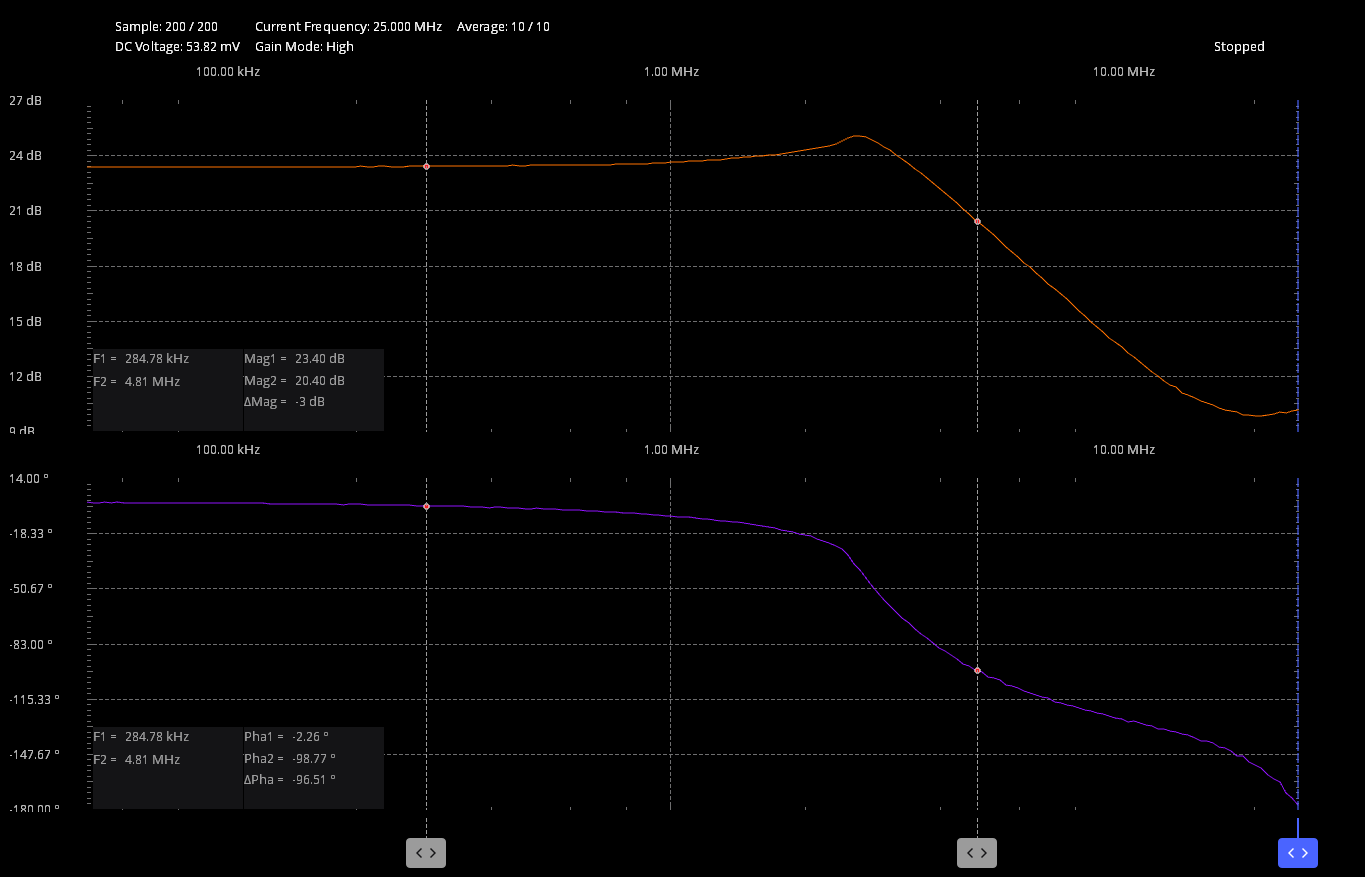 Sample: 200 / 200 Current Frequency: 25.000 MHz Average: 10 / 10
DC Voltage: 53.82 mV Gain Mode: High
Stopped
100.00 kHz 1.00 MHz 10.00 MHz
27 dB
24 dB
21 dB
18 dB
15 dB
12 dB
9 dB
F1 = 284.78 kHz Mag1 = 23.40 dB
F2 = 4.81 MHz Mag2 = 20.40 dB
ΔMag = -3 dB
100.00 kHz 1.00 MHz 10.00 MHz
14.00 °
-18.33 °
-50.67 °
-83.00 °
-115.33 °
-147.67 °
-180.00 °
F1 = 284.78 kHz Pha1 = -2.26 °
F2 = 4.81 MHz Pha2 = -98.77 °
ΔPha = -96.51 °